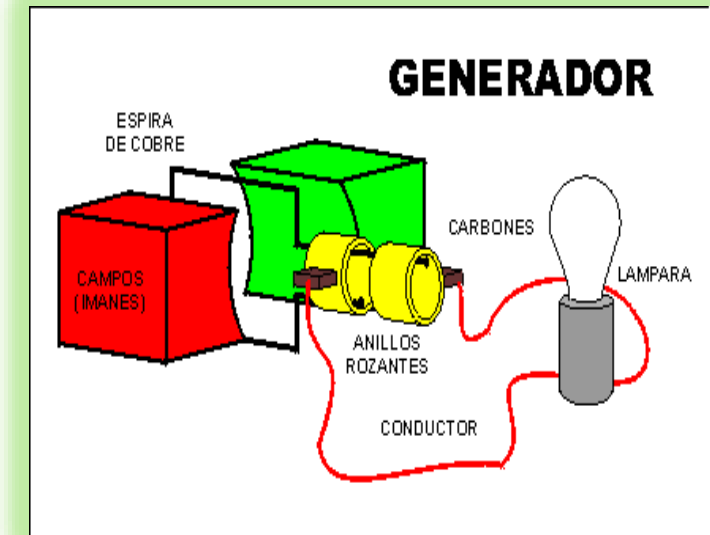 GENERADOR
ESPIRA
DE COBRE
CARBONES
CAMPOS
(IMANES)
LAMPARA
ANILLOS
ROZANTES
CONDUCTOR